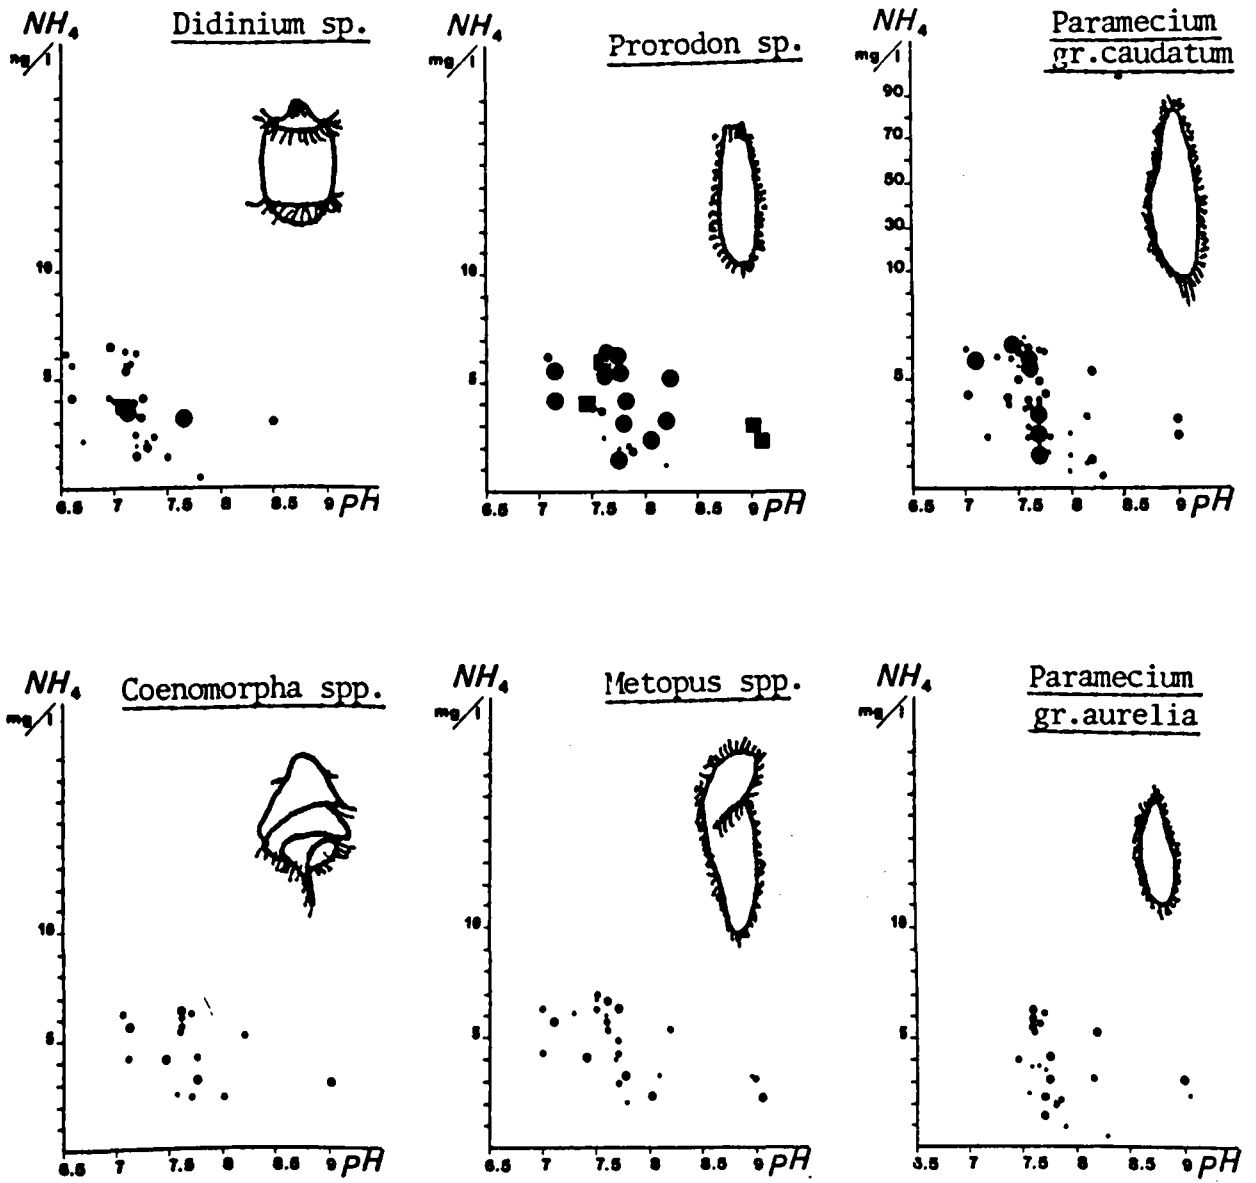 NH₄
mg/l
Didinium sp.
10
5
6.5 7 7.5 8 8.5 9 pH
NH₄
mg/l
Prorodon sp.
10
5
6.5 7 7.5 8 8.5 9 pH
NH₄
mg/l
Paramecium
gr.caudatum
90
70
50
30
10
5
6.5 7 7.5 8 8.5 9 pH
NH₄
mg/l
Coenomorpha spp.
10
5
6.5 7 7.5 8 8.5 9 pH
NH₄
mg/l
Metopus spp.
10
5
6.5 7 7.5 8 8.5 9 pH
NH₄
mg/l
Paramecium
gr.aurelia
10
5
6.5 7 7.5 8 8.5 9 pH